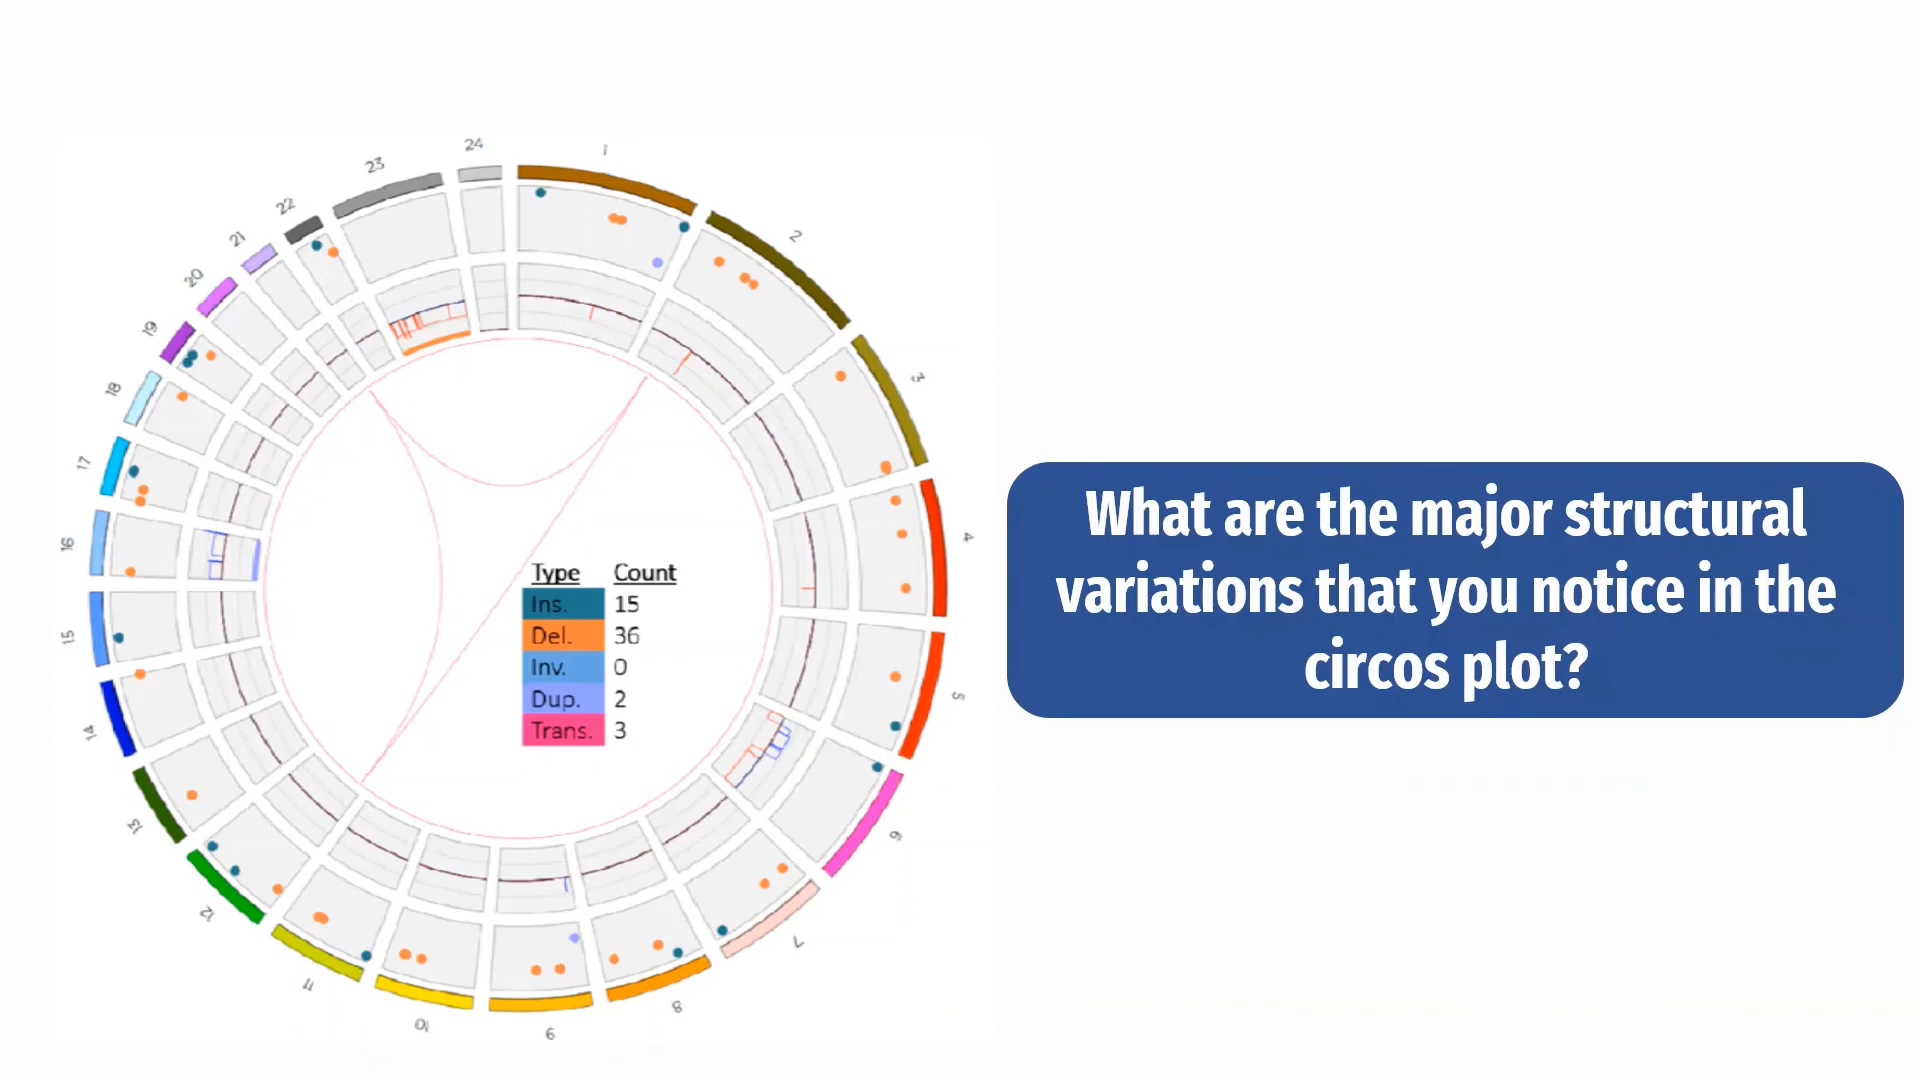 24
1
23
2
22
21
20
3
19
18
17
4
What are the major structural
variations that you notice in the
circos plot?
16
Type Count
Ins. 15
Del. 36
Inv. 0
Dup. 2
Trans. 3
15
5
14
13
6
12
7
11
8
10
9